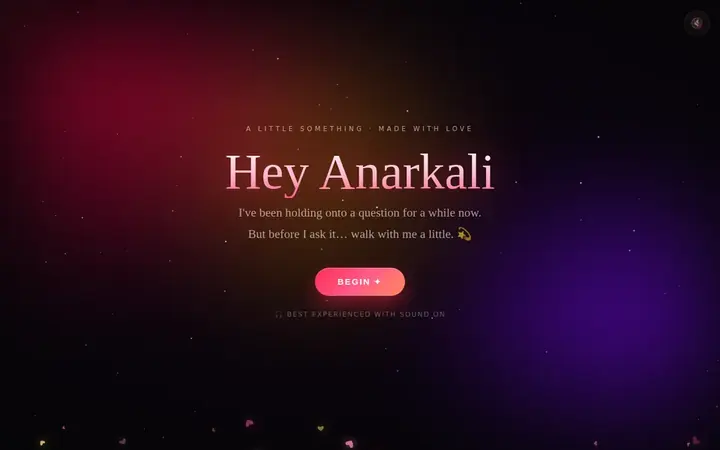 A LITTLE SOMETHING · MADE WITH LOVE
Hey Anarkali
I've been holding onto a question for a while now.
But before I ask it… walk with me a little. 💫
BEGIN ✦
🎧 BEST EXPERIENCED WITH SOUND ON